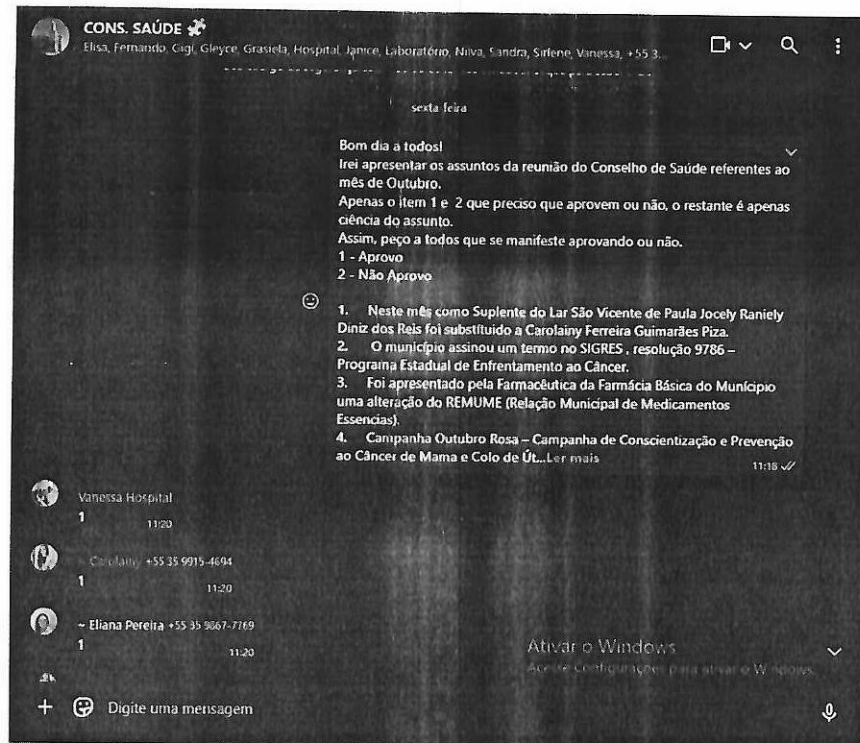 CONS. SAÚDE
Elisa, Fernando, Gigi, Gleyce, Grasiela, Hospital, Janice, Laboratório, Nilva, Sandra, Sirlene, Vanessa, +55 3...
sexta feira
Bom dia a todos!
Irei apresentar os assuntos da reunião do Conselho de Saúde referentes ao
mês de Outubro.
Apenas o item 1 e 2 que preciso que aprovem ou não, o restante é apenas
ciência do assunto.
Assim, peço a todos que se manifeste aprovando ou não.
1 - Aprovo
2 - Não Aprovo
1. Neste mês como Suplente do Lar São Vicente de Paula Jocely Raniely
Diniz dos Reis foi substituído a Carolainy Ferreira Guimarães Piza.
2. O município assinou um termo no SIGRES , resolução 9786 –
Programa Estadual de Enfrentamento ao Câncer.
3. Foi apresentado pela Farmacêutica da Farmácia Básica do Município
uma alteração do REMUME (Relação Municipal de Medicamentos
Essencias).
4. Campanha Outubro Rosa – Campanha de Conscientização e Prevenção
ao Câncer de Mama e Colo de Út...Ler mais
11:18
Vanessa Hospital
1
11:20
~ Carolainy +55 35 9915-4694
1
11:20
~ Eliana Pereira +55 35 9867-7769
1
11:20
Ativar o Windows
Acesse Configurações para ativar o Windows.
Digite uma mensagem